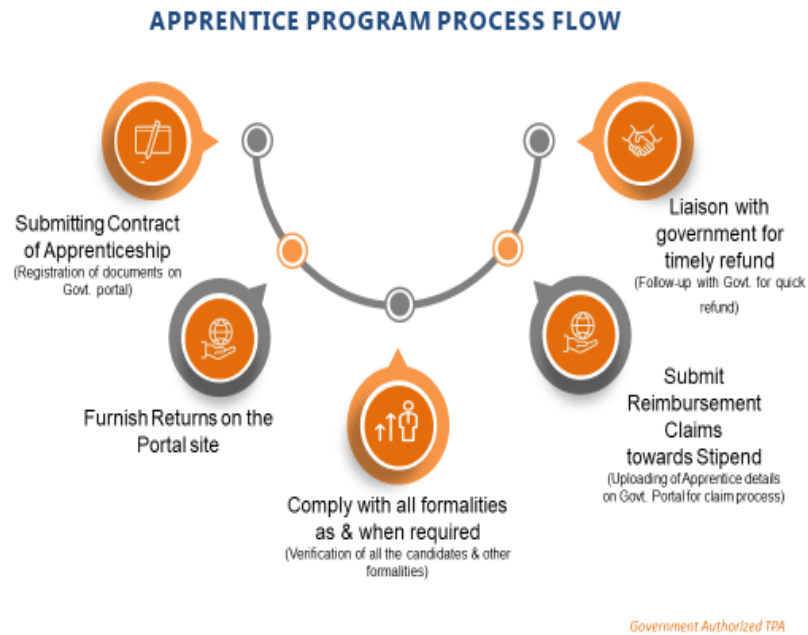 APPRENTICE PROGRAM PROCESS FLOW
Submitting Contract
of Apprenticeship
(Registration of documents on
Govt. portal)
Furnish Returns on the
Portal site
Comply with all formalities
as & when required
(Verification of all the candidates & other
formalities)
Submit
Reimbursement
Claims
towards Stipend
(Uploading of Apprentice details
on Govt. Portal for claim process)
Liaison with
government for
timely refund
(Follow-up with Govt. for quick
refund)
Government Authorized TPA